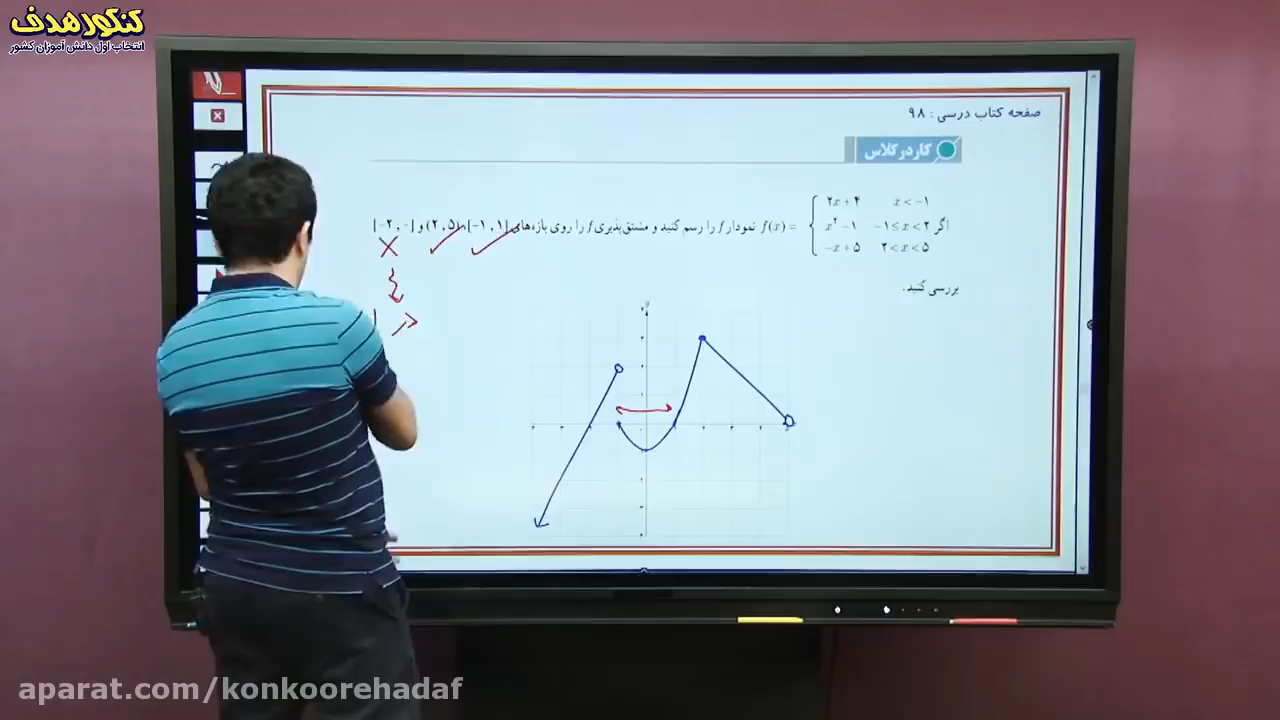 کنکور هدف
انتخاب اول دانش آموزان کشور
صفحه کتاب درسی : ۹۸
کار در کلاس
اگر f(x) = { ۲x+۴ x<-۱
x²-۱ -۱≤x<۲
-x+۵ ۲<x<۵
نمودار f را رسم کنید و مشتق‌پذیری f را روی بازه‌های [-۱,۱]، (۲,۵) و [-۲,۰]
بررسی کنید.
aparat.com/konkoorehadaf